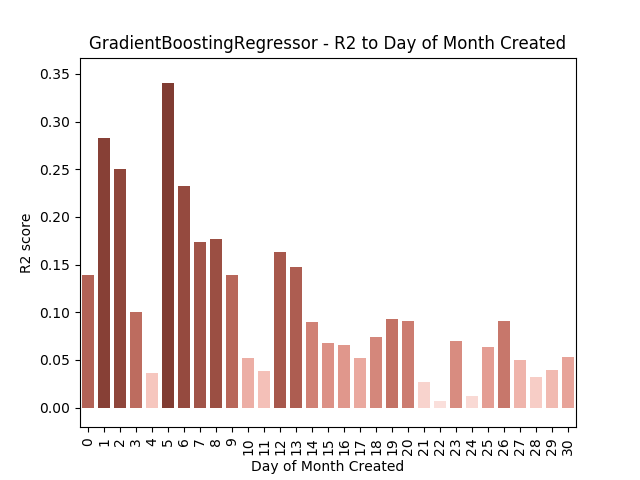 GradientBoostingRegressor - R2 to Day of Month Created
0.35
0.30
0.25
0.20
0.15
0.10
0.05
0.00
R2 score
0 1 2 3 4 5 6 7 8 9 10 11 12 13 14 15 16 17 18 19 20 21 22 23 24 25 26 27 28 29 30
Day of Month Created